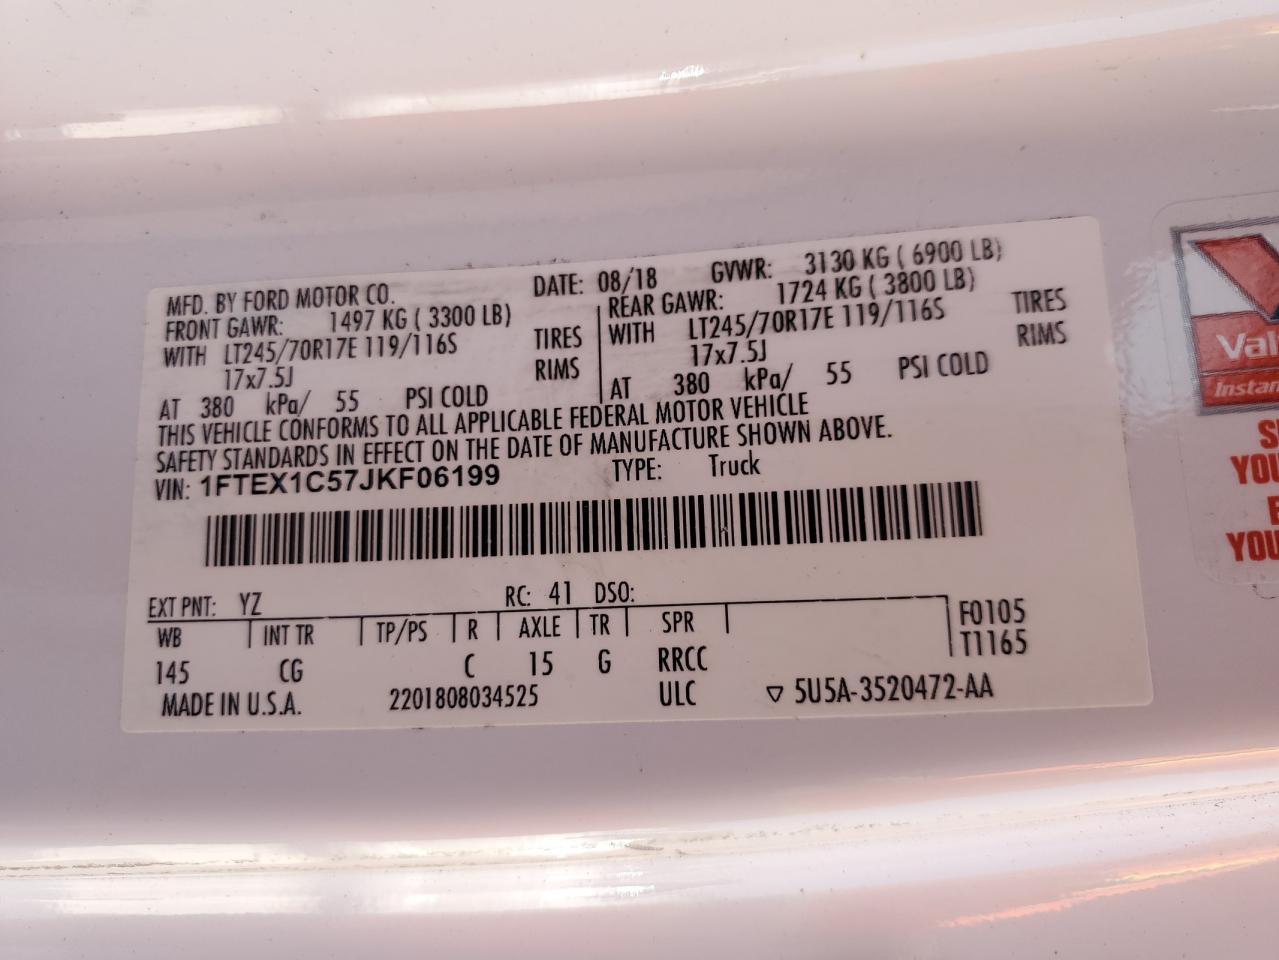 MFD. BY FORD MOTOR CO. DATE: 08/18 GVWR: 3130 KG ( 6900 LB)
FRONT GAWR: 1497 KG ( 3300 LB) REAR GAWR: 1724 KG ( 3800 LB)
WITH LT245/70R17E 119/116S TIRES WITH LT245/70R17E 119/116S TIRES
17x7.5J RIMS 17x7.5J RIMS
AT 380 kPa/ 55 PSI COLD AT 380 kPa/ 55 PSI COLD
THIS VEHICLE CONFORMS TO ALL APPLICABLE FEDERAL MOTOR VEHICLE
SAFETY STANDARDS IN EFFECT ON THE DATE OF MANUFACTURE SHOWN ABOVE.
VIN: 1FTEX1C57JKF06199 TYPE: Truck
EXT PNT: YZ RC: 41 DSO:
WB INT TR TP/PS R AXLE TR SPR F0105
T1165
145 CG C 15 G RRCC
MADE IN U.S.A. 2201808034525 ULC ▽ 5U5A-3520472-AA